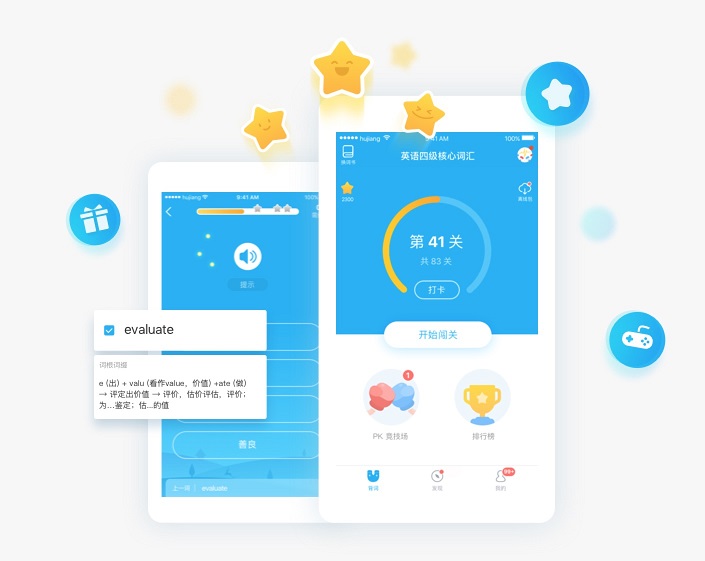 hujiang
9:41 AM
100%
提示
evaluate
词根词缀
e (出) + valu (看作value，价值) +ate (做)
→ 评定出价值 → 评价，估价评估，评价；
为...鉴定；估...的值
善良
上一词
evaluate
hujiang
41 AM
100%
英语四级核心词汇
2300
离线包
第 41 关
共 83 关
打卡
开始闯关
1
PK 竞技场
排行榜
99+
背词
发现
我的